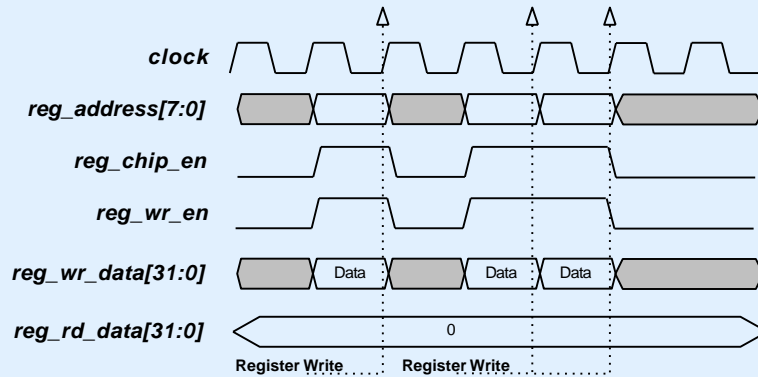 clock
reg_address[7:0]
reg_chip_en
reg_wr_en
reg_wr_data[31:0] Data Data Data
reg_rd_data[31:0] 0
Register Write Register Write